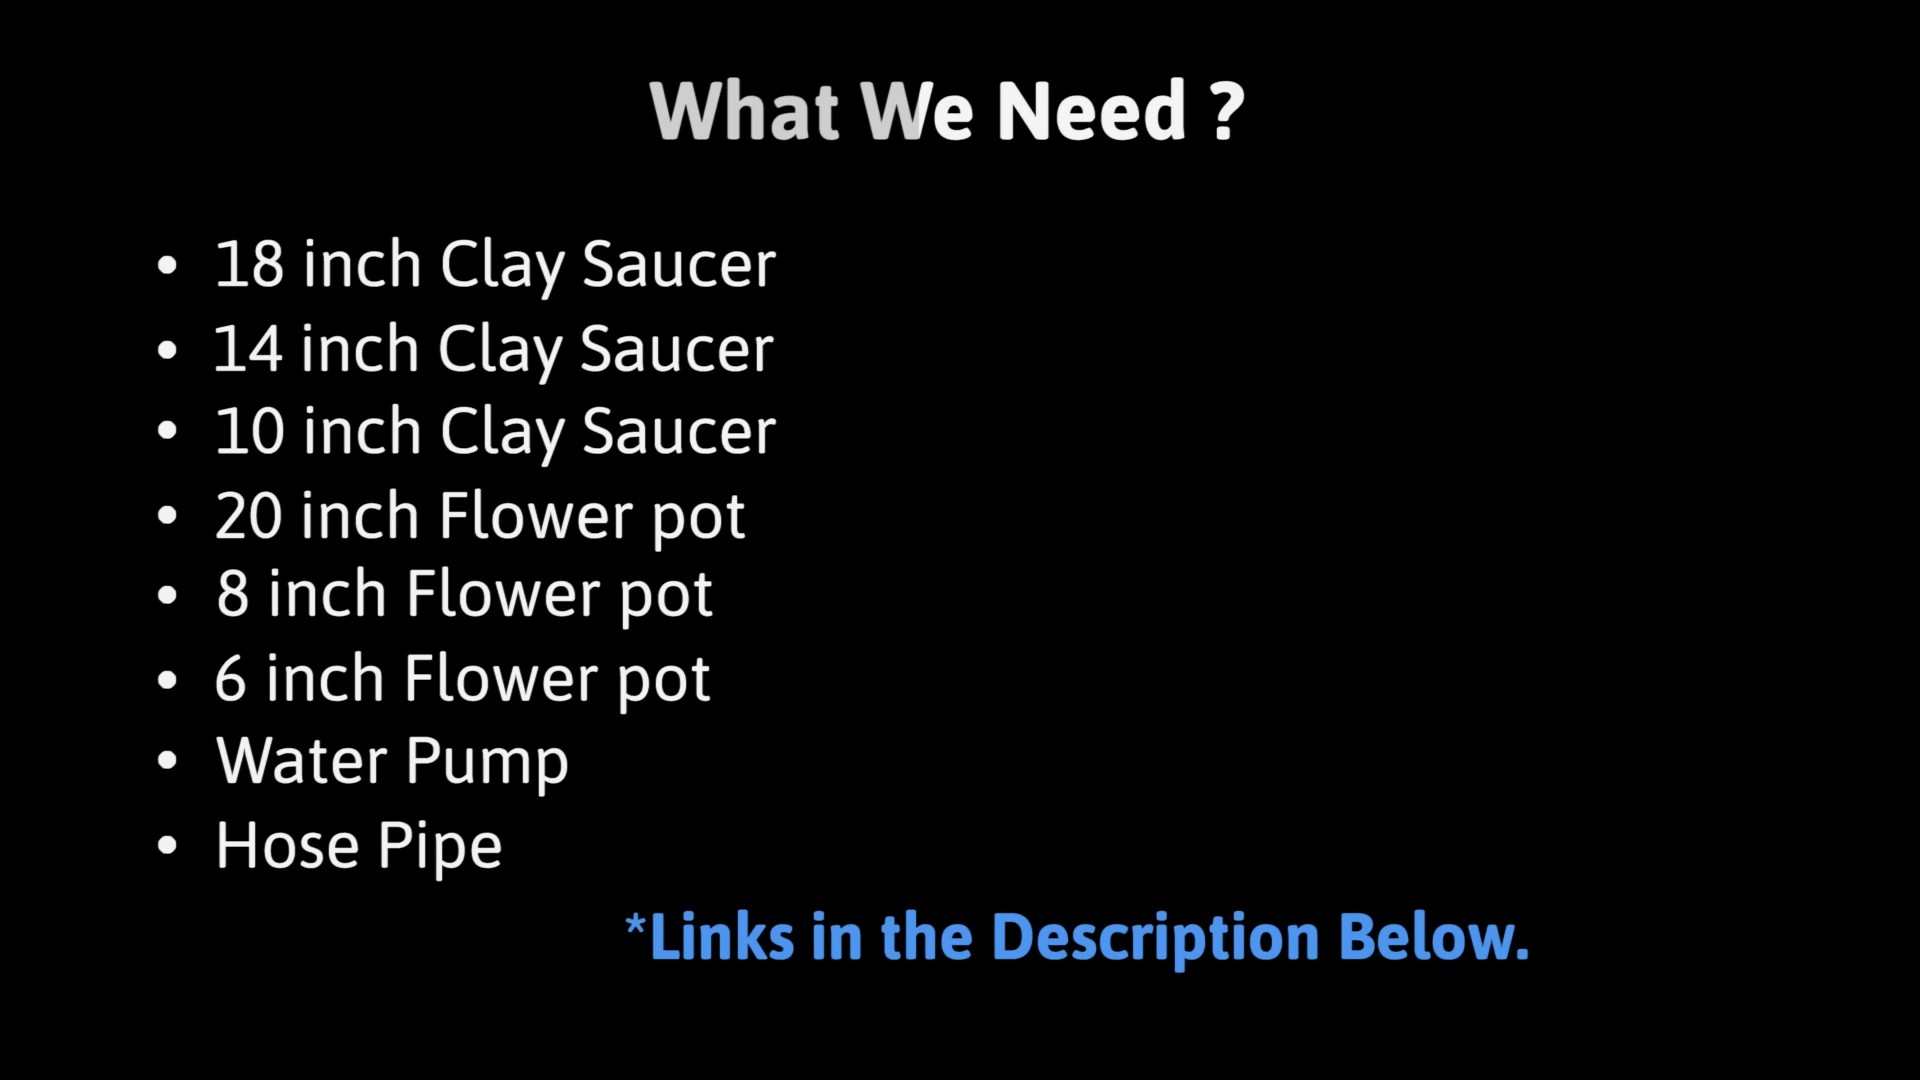 What We Need ?
• 18 inch Clay Saucer
• 14 inch Clay Saucer
• 10 inch Clay Saucer
• 20 inch Flower pot
• 8 inch Flower pot
• 6 inch Flower pot
• Water Pump
• Hose Pipe
*Links in the Description Below.